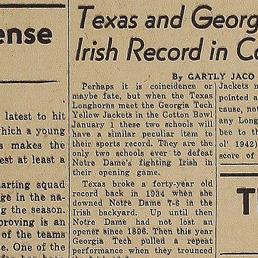 ense
latest to hit
which a young
s makes the
est at least a
arting squad
ge in the na-
ng the season.
proving is an
of the teams
e. One of the
Texas and Georg
Irish Record in Co
By GARTLY JACO
Perhaps it is coincidence or
maybe fate, but when the Texas
Longhorns meet the Georgia Tech
Yellow Jackets in the Cotton Bowl
January 1 these two schools will
have a similar peculiar item to
their sports record. They are the
only two schools ever to defeat
Notre Dame's fighting Irish in
their opening game.
Texas broke a forty-year old
record back in 1934 when she
downed Notre Dame 7-6 in the
Irish backyard. Up until then
Notre Dame had not lost an
opener since 1896. Then this year
Georgia Tech pulled a repeat
performance when they trounced
Jackets
pointed a
cord, not
any Long
bee to th
ol' 1942)
score of
T